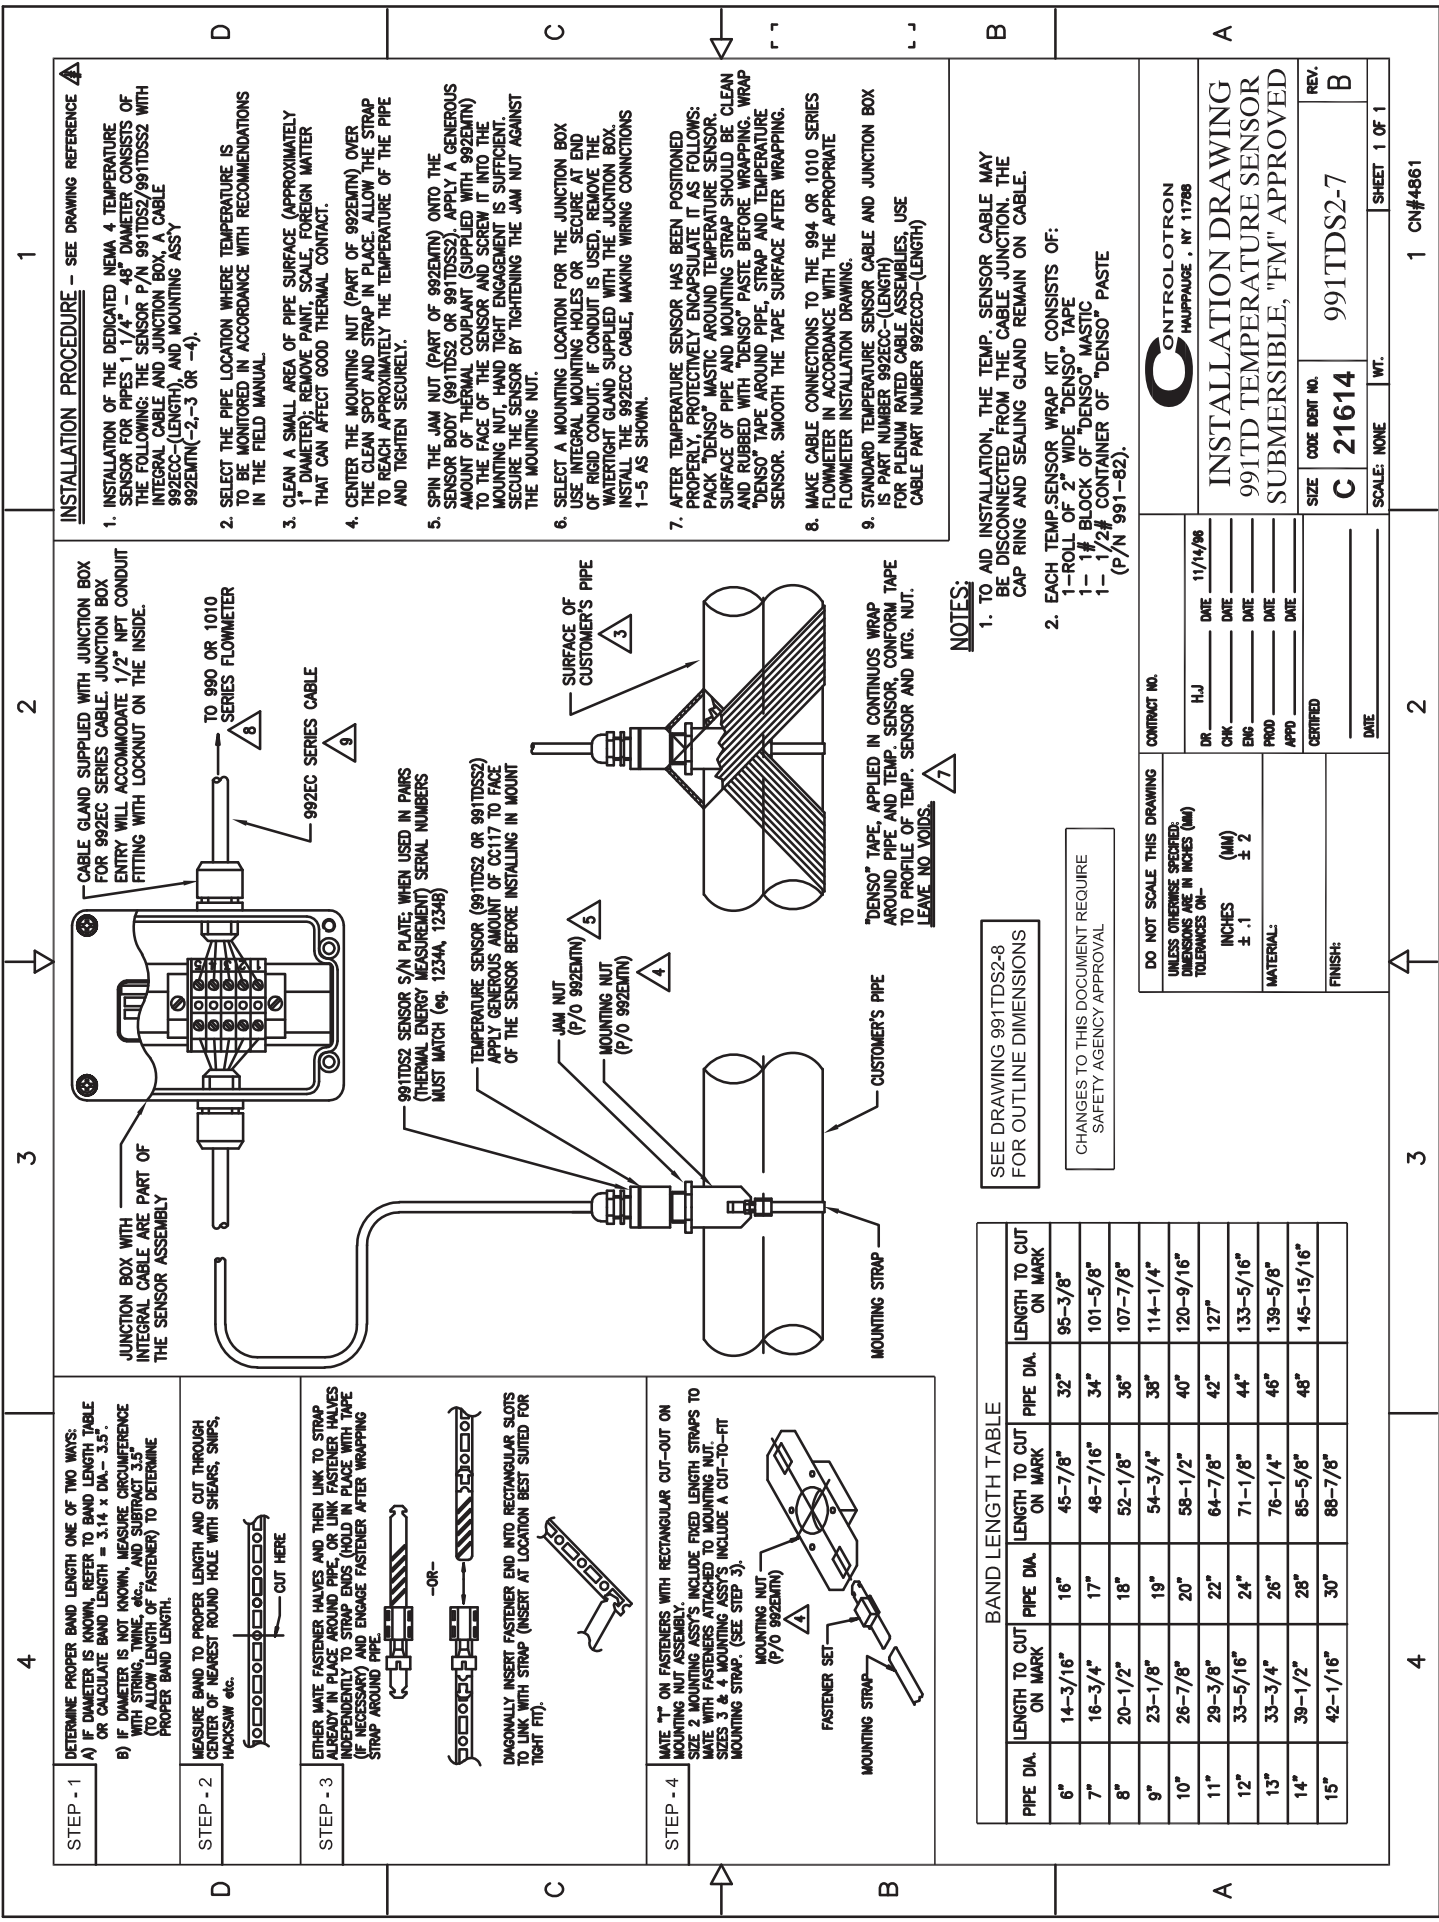 4
3
2
1
D
C
B
A
STEP - 1
DETERMINE PROPER BAND LENGTH ONE OF TWO WAYS:
A) IF DIAMETER IS KNOWN, REFER TO BAND LENGTH TABLE
OR CALCULATE BAND LENGTH = 3.14 x DIA.- 3.5".
B) IF DIAMETER IS NOT KNOWN, MEASURE CIRCUMFERENCE
WITH STRING, TWINE, etc., AND SUBTRACT 3.5"
(TO ALLOW LENGTH OF FASTENER) TO DETERMINE
PROPER BAND LENGTH.
STEP - 2
MEASURE BAND TO PROPER LENGTH AND CUT THROUGH
CENTER OF NEAREST ROUND HOLE WITH SHEARS, SNIPS,
HACKSAW etc.
CUT HERE
STEP - 3
EITHER MATE FASTENER HALVES AND THEN LINK TO STRAP
ALREADY IN PLACE AROUND PIPE, OR LINK FASTENER HALVES
INDEPENDENTLY TO STRAP ENDS (HOLD IN PLACE WITH TAPE
(IF NECESSARY) AND ENGAGE FASTENER AFTER WRAPPING
STRAP AROUND PIPE.
-OR-
DIAGONALLY INSERT FASTENER END INTO RECTANGULAR SLOTS
TO LINK WITH STRAP (INSERT AT LOCATION BEST SUITED FOR
TIGHT FIT).
STEP - 4
MATE "T" ON FASTENERS WITH RECTANGULAR CUT-OUT ON
MOUNTING NUT ASSEMBLY.
SIZE 2 MOUNTING ASSY'S INCLUDE FIXED LENGTH STRAPS TO
MATE WITH FASTENERS ATTACHED TO MOUNTING NUT.
SIZES 3 & 4 MOUNTING ASSY'S INCLUDE A CUT-TO-FIT
MOUNTING STRAP. (SEE STEP 3).
MOUNTING NUT
(P/O 992EMTN)
4
FASTENER SET
MOUNTING STRAP
JUNCTION BOX WITH
INTEGRAL CABLE ARE PART OF
THE SENSOR ASSEMBLY
5 4 3 2 1
CABLE GLAND SUPPLIED WITH JUNCTION BOX
FOR 992EC SERIES CABLE. JUNCTION BOX
ENTRY WILL ACCOMMODATE 1/2" NPT CONDUIT
FITTING WITH LOCKNUT ON THE INSIDE.
TO 990 OR 1010
SERIES FLOWMETER
8
992EC SERIES CABLE
9
991TDS2 SENSOR S/N PLATE; WHEN USED IN PAIRS
(THERMAL ENERGY MEASUREMENT) SERIAL NUMBERS
MUST MATCH (eg. 1234A, 1234B)
TEMPERATURE SENSOR (991TDS2 OR 991TDSS2)
APPLY GENEROUS AMOUNT OF CC117 TO FACE
OF THE SENSOR BEFORE INSTALLING IN MOUNT
JAM NUT
(P/O 992EMTN)
5
MOUNTING NUT
(P/O 992EMTN)
4
SURFACE OF
CUSTOMER'S PIPE
3
MOUNTING STRAP
CUSTOMER'S PIPE
"DENSO" TAPE, APPLIED IN CONTINUOS WRAP
AROUND PIPE AND TEMP. SENSOR, CONFORM TAPE
TO PROFILE OF TEMP. SENSOR AND MTG. NUT.
LEAVE NO VOIDS.
7
INSTALLATION PROCEDURE – SEE DRAWING REFERENCE #
1. INSTALLATION OF THE DEDICATED NEMA 4 TEMPERATURE
SENSOR FOR PIPES 1 1/4" – 48" DIAMETER CONSISTS OF
THE FOLLOWING: THE SENSOR P/N 991TDS2/991TDSS2 WITH
INTEGRAL CABLE AND JUNCTION BOX, A CABLE
992ECC–(LENGTH), AND MOUNTING ASS'Y
992EMTN(–2,–3 OR –4).
2. SELECT THE PIPE LOCATION WHERE TEMPERATURE IS
TO BE MONITORED IN ACCORDANCE WITH RECOMMENDATIONS
IN THE FIELD MANUAL.
3. CLEAN A SMALL AREA OF PIPE SURFACE (APPROXIMATELY
1" DIAMETER); REMOVE PAINT, SCALE, FOREIGN MATTER
THAT CAN AFFECT GOOD THERMAL CONTACT.
4. CENTER THE MOUNTING NUT (PART OF 992EMTN) OVER
THE CLEAN SPOT AND STRAP IN PLACE. ALLOW THE STRAP
TO REACH APPROXIMATELY THE TEMPERATURE OF THE PIPE
AND TIGHTEN SECURELY.
5. SPIN THE JAM NUT (PART OF 992EMTN) ONTO THE
SENSOR BODY (991TDS2 OR 991TDSS2). APPLY A GENEROUS
AMOUNT OF THERMAL COUPLANT (SUPPLIED WITH 992EMTN)
TO THE FACE OF THE SENSOR AND SCREW IT INTO THE
MOUNTING NUT, HAND TIGHT ENGAGEMENT IS SUFFICIENT.
SECURE THE SENSOR BY TIGHTENING THE JAM NUT AGAINST
THE MOUNTING NUT.
6. SELECT A MOUNTING LOCATION FOR THE JUNCTION BOX
USE INTEGRAL MOUNTING HOLES OR SECURE AT END
OF RIGID CONDUIT. IF CONDUIT IS USED, REMOVE THE
WATERTIGHT GLAND SUPPLIED WITH THE JUCNTION BOX.
INSTALL THE 992ECC CABLE, MAKING WIRING CONNCTIONS
1–5 AS SHOWN.
7. AFTER TEMPERATURE SENSOR HAS BEEN POSITIONED
PROPERLY, PROTECTIVELY ENCAPSULATE IT AS FOLLOWS:
PACK "DENSO" MASTIC AROUND TEMPERATURE SENSOR.
SURFACE OF PIPE AND MOUNTING STRAP SHOULD BE CLEAN
AND RUBBED WITH "DENSO" PASTE BEFORE WRAPPING. WRAP
"DENSO" TAPE AROUND PIPE, STRAP AND TEMPERATURE
SENSOR. SMOOTH THE TAPE SURFACE AFTER WRAPPING.
8. MAKE CABLE CONNECTIONS TO THE 994 OR 1010 SERIES
FLOWMETER IN ACCORDANCE WITH THE APPROPRIATE
FLOWMETER INSTALLATION DRAWING.
9. STANDARD TEMPERATURE SENSOR CABLE AND JUNCTION BOX
IS PART NUMBER 992ECC–(LENGTH)
FOR PLENUM RATED CABLE ASSEMBLIES, USE
CABLE PART NUMBER 992ECCD–(LENGTH)
NOTES:
1. TO AID INSTALLATION, THE TEMP. SENSOR CABLE MAY
BE DISCONNECTED FROM THE CABLE JUNCTION. THE
CAP RING AND SEALING GLAND REMAIN ON CABLE.
2. EACH TEMP.SENSOR WRAP KIT CONSISTS OF:
1–ROLL OF 2" WIDE "DENSO" TAPE
1– 1# BLOCK OF "DENSO" MASTIC
1– 1/2# CONTAINER OF "DENSO" PASTE
(P/N 991–82).
BAND LENGTH TABLE
PIPE DIA. LENGTH TO CUT ON MARK PIPE DIA. LENGTH TO CUT ON MARK PIPE DIA. LENGTH TO CUT ON MARK
6" 14–3/16" 16" 45–7/8" 32" 95–3/8"
7" 16–3/4" 17" 48–7/16" 34" 101–5/8"
8" 20–1/2" 18" 52–1/8" 36" 107–7/8"
9" 23–1/8" 19" 54–3/4" 38" 114–1/4"
10" 26–7/8" 20" 58–1/2" 40" 120–9/16"
11" 29–3/8" 22" 64–7/8" 42" 127"
12" 33–5/16" 24" 71–1/8" 44" 133–5/16"
13" 33–3/4" 26" 76–1/4" 46" 139–5/8"
14" 39–1/2" 28" 85–5/8" 48" 145–15/16"
15" 42–1/16" 30" 88–7/8"
SEE DRAWING 991TDS2-8
FOR OUTLINE DIMENSIONS
CHANGES TO THIS DOCUMENT REQUIRE
SAFETY AGENCY APPROVAL
DO NOT SCALE THIS DRAWING
UNLESS OTHERWISE SPECIFIED:
DIMENSIONS ARE IN INCHES (MM)
TOLERANCES ON–
INCHES (MM)
± .1 ± 2
MATERIAL:
FINISH:
CONTRACT NO.
DR H.J DATE 11/14/96
CHK DATE
ENG DATE
PROD DATE
APPD DATE
CERTIFIED
DATE
CONTROLOTRON
HAUPPAUGE , NY 11788
INSTALLATION DRAWING
991TD TEMPERATURE SENSOR
SUBMERSIBLE, "FM" APPROVED
SIZE
C
CODE IDENT NO.
21614
991TDS2-7
REV.
B
SCALE: NONE
WT.
SHEET 1 OF 1
4
3
2
1
CN#4861
D
C
B
A